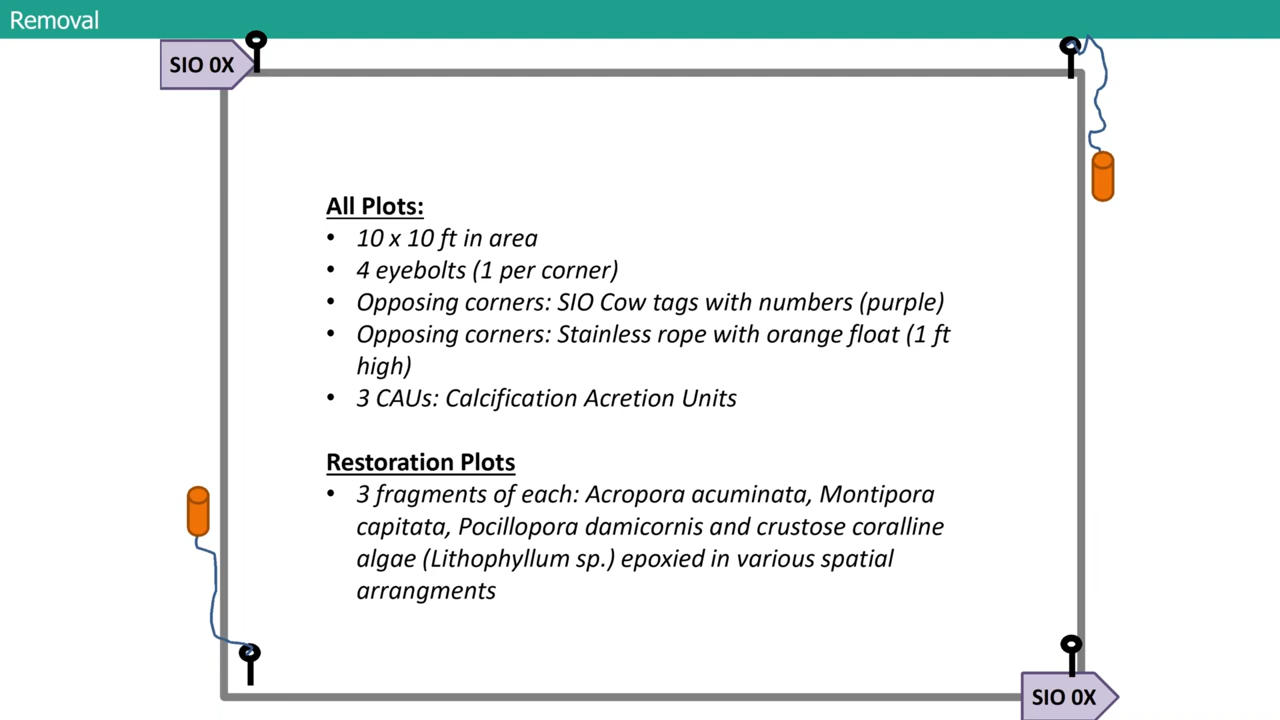 Removal
SIO 0X
All Plots:
• 10 x 10 ft in area
• 4 eyebolts (1 per corner)
• Opposing corners: SIO Cow tags with numbers (purple)
• Opposing corners: Stainless rope with orange float (1 ft
high)
• 3 CAUs: Calcification Acretion Units
Restoration Plots
• 3 fragments of each: Acropora acuminata, Montipora
capitata, Pocillopora damicornis and crustose coralline
algae (Lithophyllum sp.) epoxied in various spatial
arrangments
SIO 0X